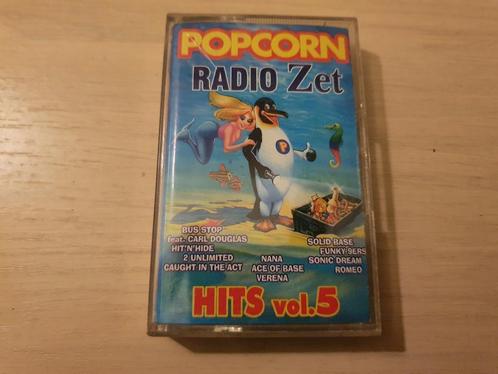 POPCORN
RADIO Zet
P
BUS STOP
feat. CARL DOUGLAS
HIT'N'HIDE
2 UNLIMITED
CAUGHT IN THE ACT
NANA
ACE OF BASE
VERENA
SOLID BASE
FUNKY 9ERS
SONIC DREAM
ROMEO
HITS vol.5